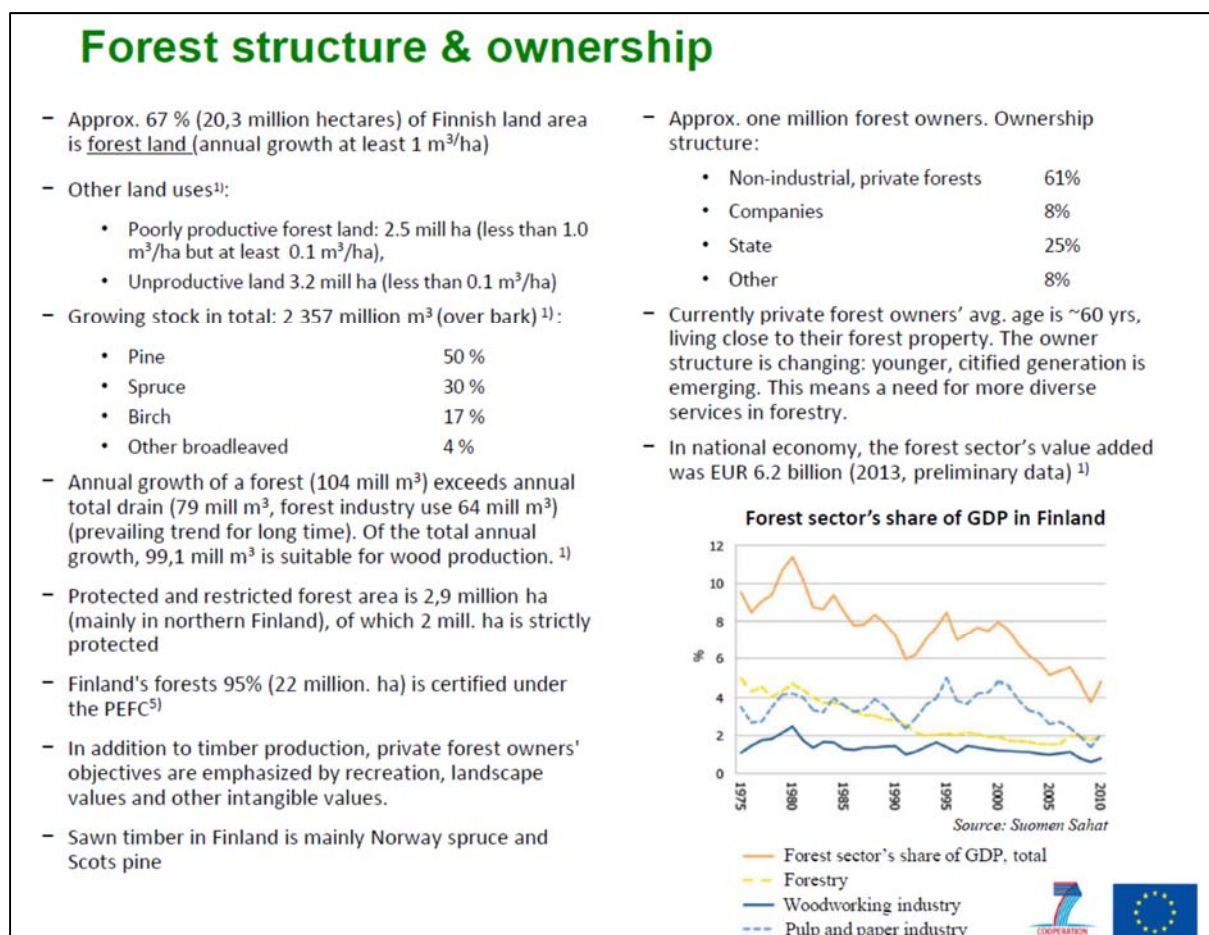 Forest structure & ownership
– Approx. 67 % (20,3 million hectares) of Finnish land area
is forest land (annual growth at least 1 m³/ha)
– Other land uses¹⁾:
• Poorly productive forest land: 2.5 mill ha (less than 1.0
m³/ha but at least 0.1 m³/ha),
• Unproductive land 3.2 mill ha (less than 0.1 m³/ha)
– Growing stock in total: 2 357 million m³ (over bark) ¹⁾ :
• Pine 50 %
• Spruce 30 %
• Birch 17 %
• Other broadleaved 4 %
– Annual growth of a forest (104 mill m³) exceeds annual
total drain (79 mill m³, forest industry use 64 mill m³)
(prevailing trend for long time). Of the total annual
growth, 99,1 mill m³ is suitable for wood production. ¹⁾
– Protected and restricted forest area is 2,9 million ha
(mainly in northern Finland), of which 2 mill. ha is strictly
protected
– Finland's forests 95% (22 million. ha) is certified under
the PEFC⁵⁾
– In addition to timber production, private forest owners'
objectives are emphasized by recreation, landscape
values and other intangible values.
– Sawn timber in Finland is mainly Norway spruce and
Scots pine
– Approx. one million forest owners. Ownership
structure:
• Non-industrial, private forests 61%
• Companies 8%
• State 25%
• Other 8%
– Currently private forest owners' avg. age is ~60 yrs,
living close to their forest property. The owner
structure is changing: younger, citified generation is
emerging. This means a need for more diverse
services in forestry.
– In national economy, the forest sector's value added
was EUR 6.2 billion (2013, preliminary data) ¹⁾
Forest sector's share of GDP in Finland
12
10
8
6
4
2
0
%
1975
1980
1985
1990
1995
2000
2005
2010
Source: Suomen Sahat
Forest sector's share of GDP, total
Forestry
Woodworking industry
Pulp and paper industry
7
COOPERATION